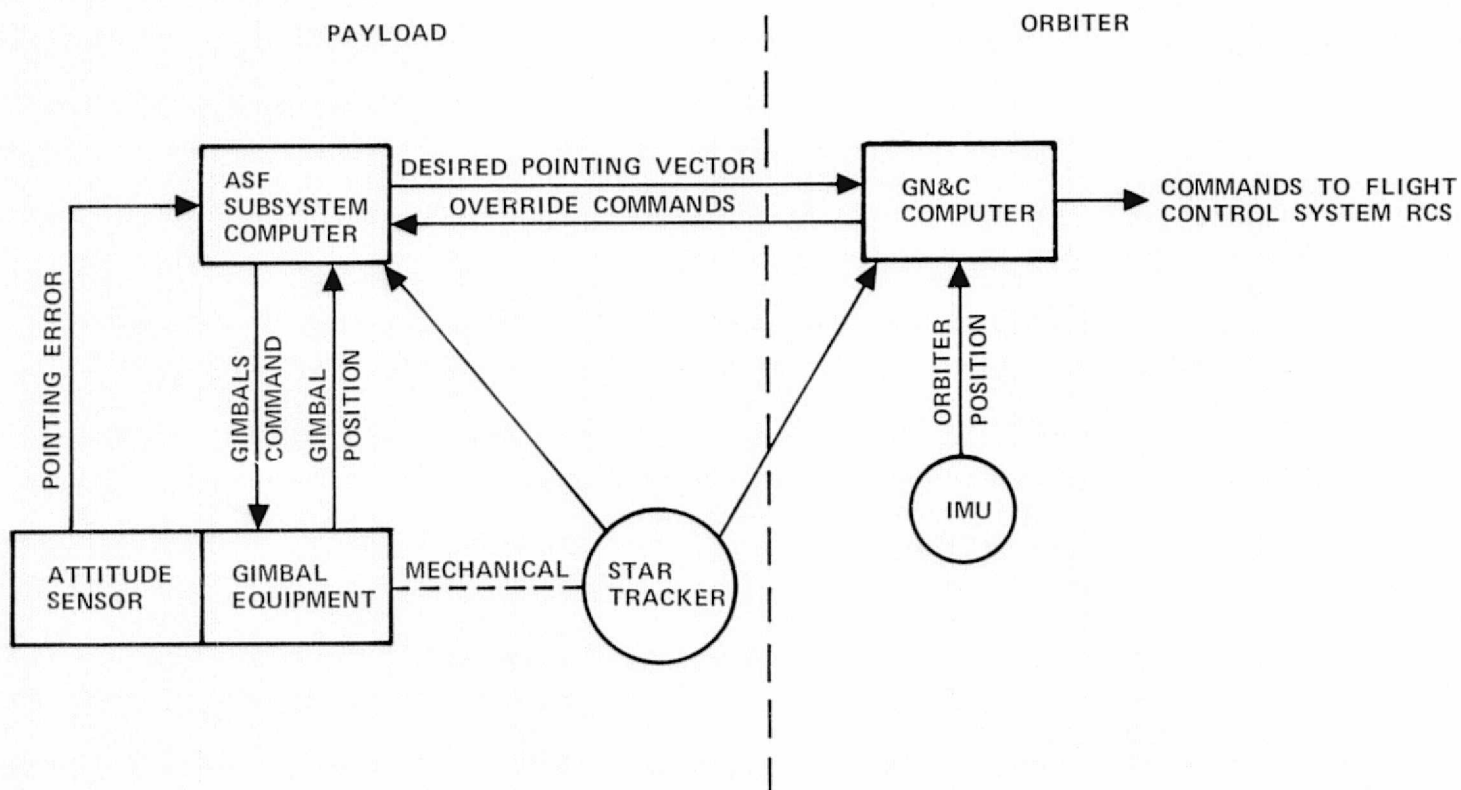 PAYLOAD
ORBITER
ASF
SUBSYSTEM
COMPUTER
DESIRED POINTING VECTOR
OVERRIDE COMMANDS
GN&C
COMPUTER
COMMANDS TO FLIGHT
CONTROL SYSTEM RCS
POINTING ERROR
GIMBALS
COMMAND
GIMBAL
POSITION
ORBITER
POSITION
IMU
ATTITUDE
SENSOR
GIMBAL
EQUIPMENT
MECHANICAL
STAR
TRACKER